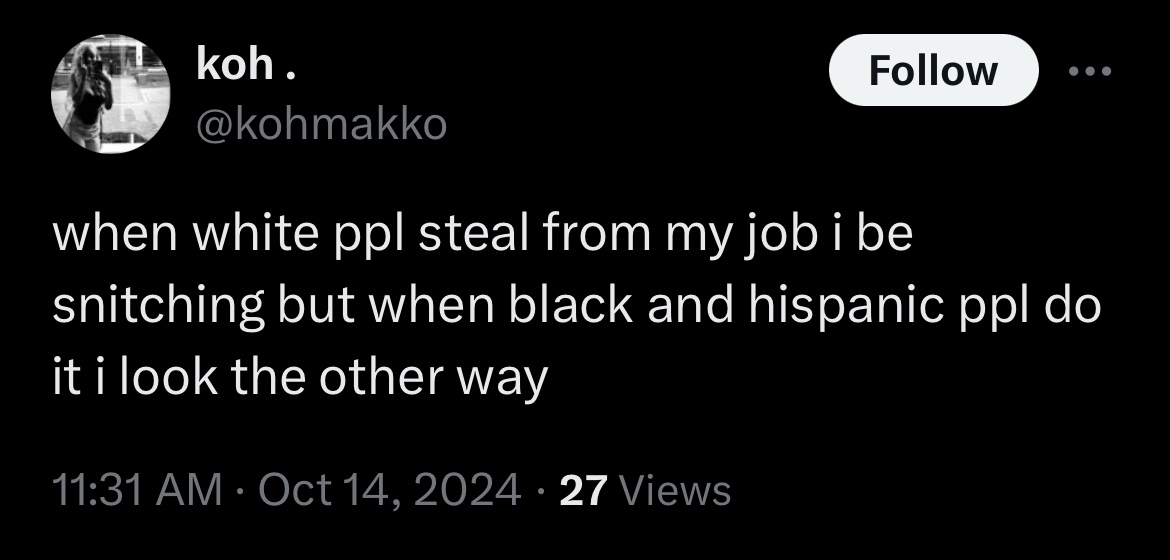 koh .
Follow
@kohmakko
when white ppl steal from my job i be
snitching but when black and hispanic ppl do
it i look the other way
11:31 AM · Oct 14, 2024 · 27 Views